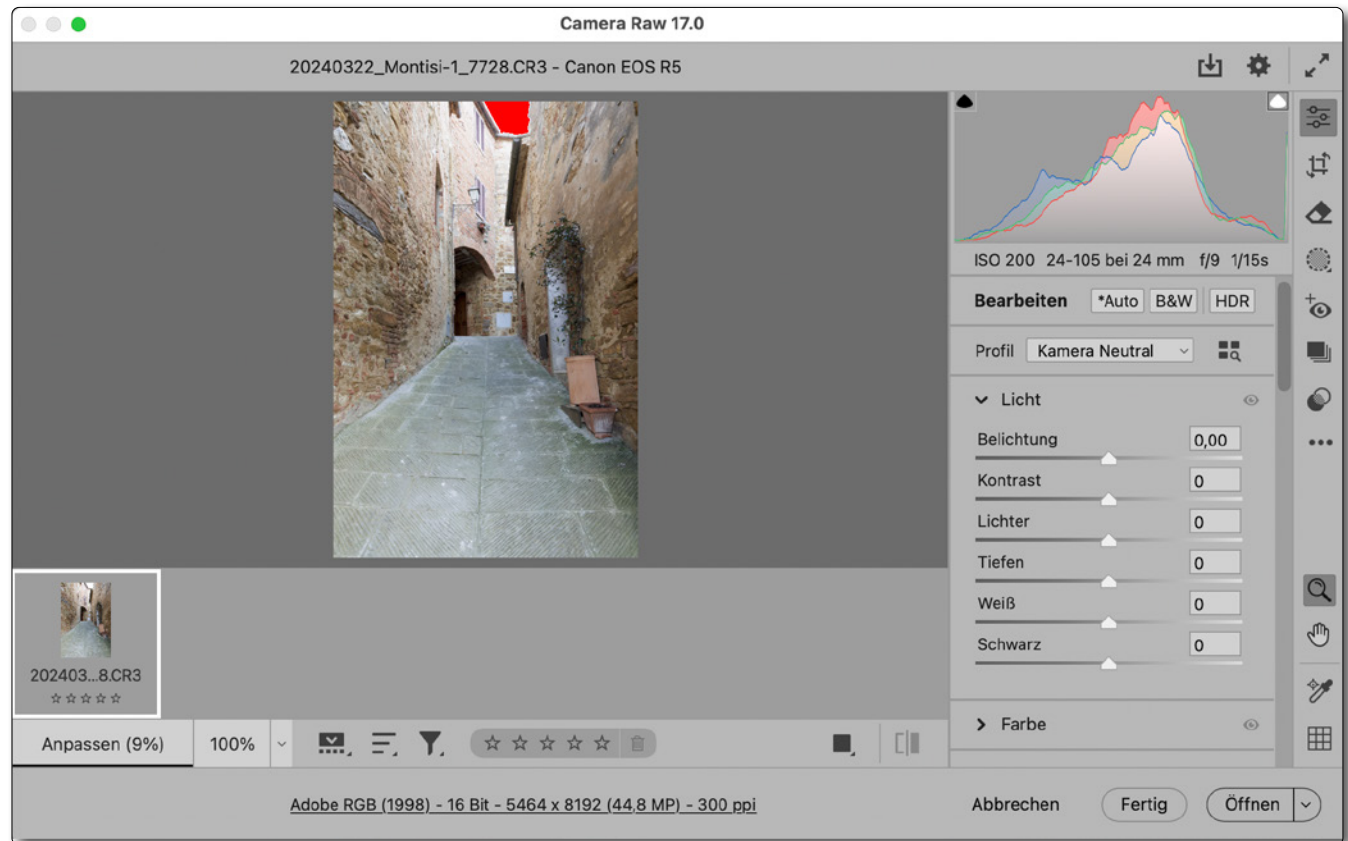 Camera Raw 17.0
20240322_Montisi-1_7728.CR3 - Canon EOS R5
ISO 200 24-105 bei 24 mm f/9 1/15s
Bearbeiten *Auto B&W HDR
Profil Kamera Neutral
Licht
Belichtung 0,00
Kontrast 0
Lichter 0
Tiefen 0
Weiß 0
Schwarz 0
Farbe
202403...8.CR3
Anpassen (9%) 100%
Adobe RGB (1998) - 16 Bit - 5464 x 8192 (44,8 MP) - 300 ppi
Abbrechen Fertig Öffnen